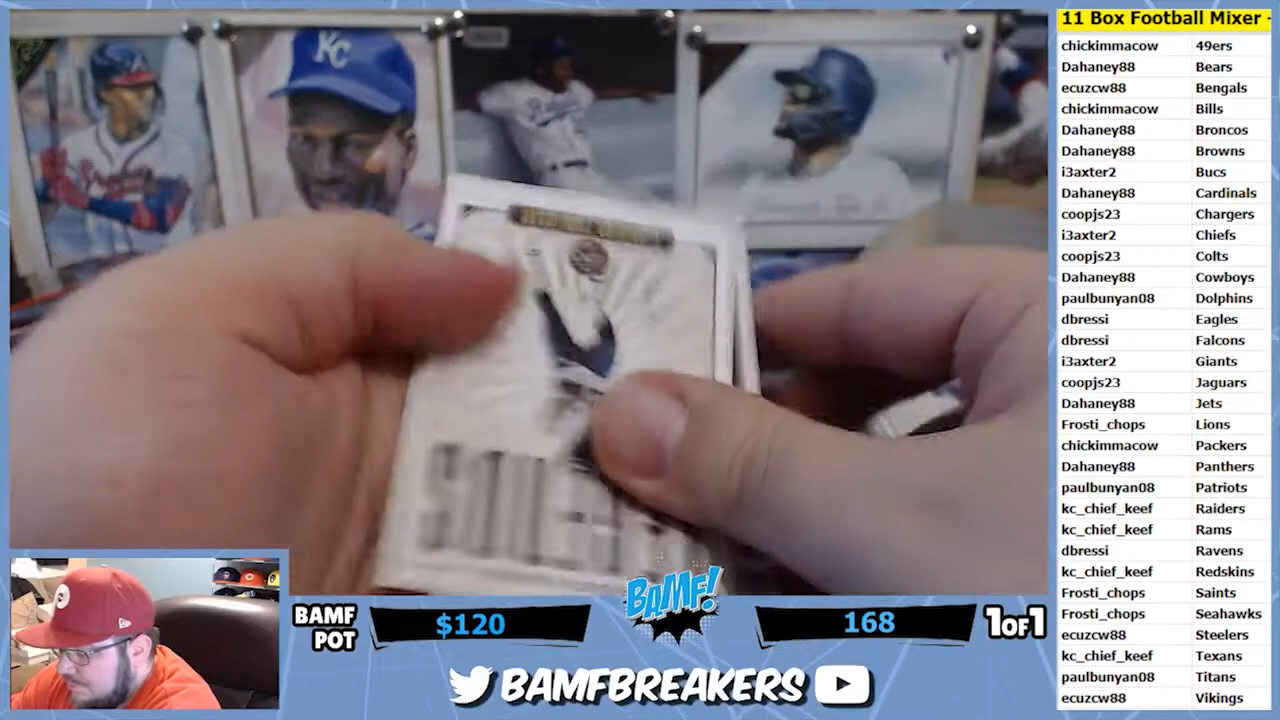 11 Box Football Mixer -
chickimmacow 49ers
Dahaney88 Bears
ecuzcw88 Bengals
chickimmacow Bills
Dahaney88 Broncos
Dahaney88 Browns
i3axter2 Bucs
Dahaney88 Cardinals
coopjs23 Chargers
i3axter2 Chiefs
coopjs23 Colts
Dahaney88 Cowboys
paulbunyan08 Dolphins
dbressi Eagles
dbressi Falcons
i3axter2 Giants
coopjs23 Jaguars
Dahaney88 Jets
Frosti_chops Lions
chickimmacow Packers
Dahaney88 Panthers
paulbunyan08 Patriots
kc_chief_keef Raiders
kc_chief_keef Rams
dbressi Ravens
kc_chief_keef Redskins
Frosti_chops Saints
Frosti_chops Seahawks
ecuzcw88 Steelers
kc_chief_keef Texans
paulbunyan08 Titans
ecuzcw88 Vikings
KC
BAMF POT $120
BAMF!
168 1OF1
BAMFBREAKERS